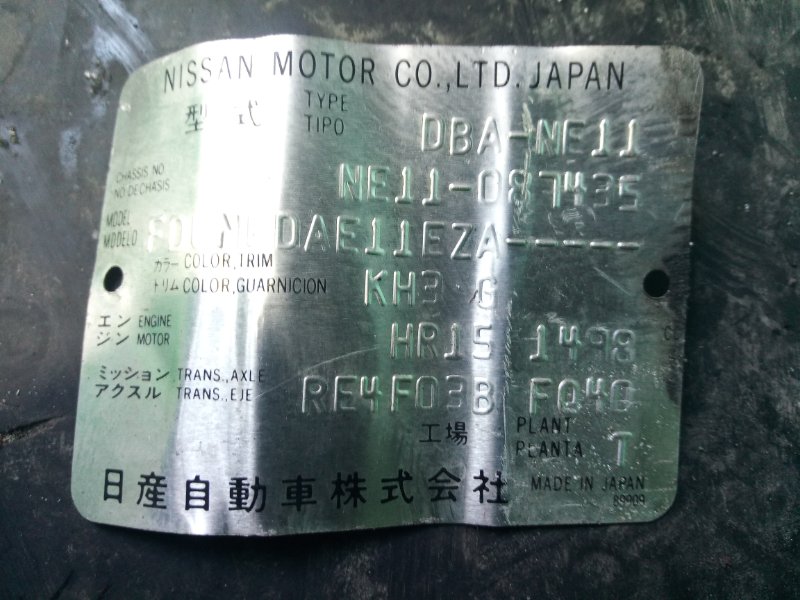 NISSAN MOTOR CO.,LTD. JAPAN
型式 TYPE TIPO DBA-NE11
CHASSIS NO NO.DE CHASIS NE11-087435
MODEL MODELO DAE11EZA-----
カラー COLOR,TRIM
トリム COLOR,GUARNICION KH3 G
エンジン ENGINE MOTOR HR15 1498
ミッション TRANS.,AXLE
アクスル TRANS.,EJE RE4F03B FQ40
工場 PLANT PLANTA 1
日産自動車株式会社 MADE IN JAPAN
89909